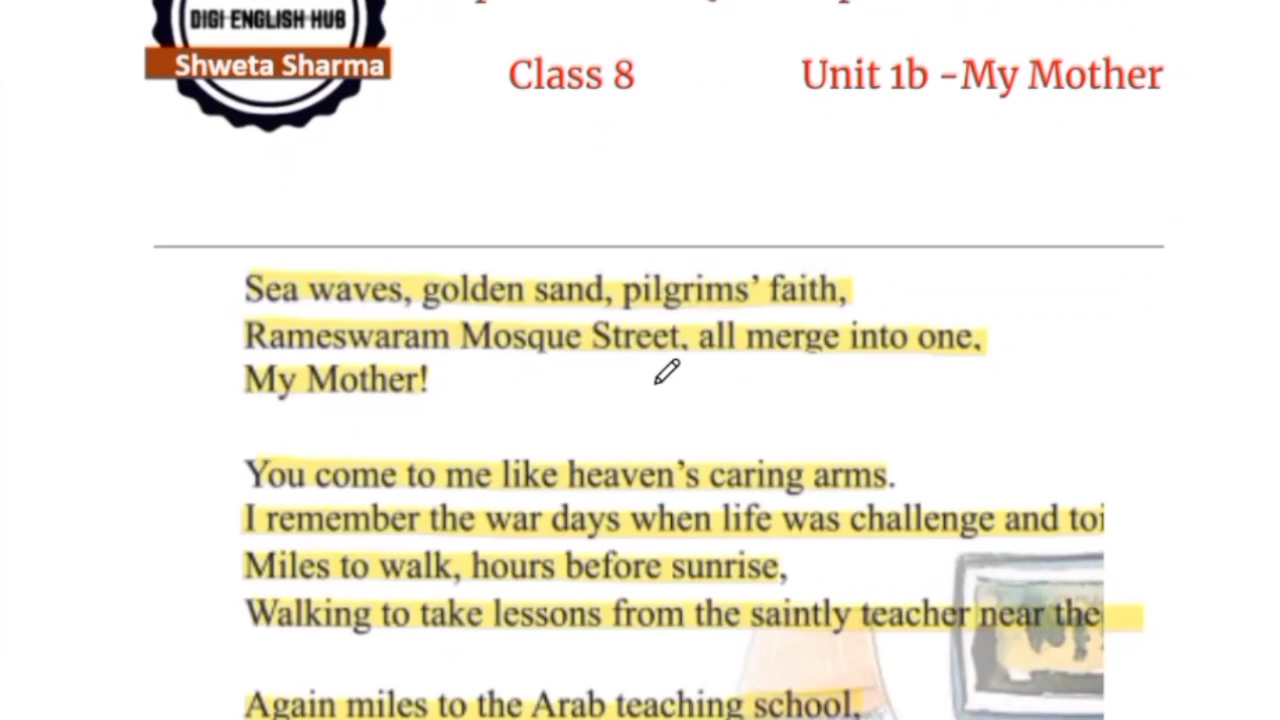 DIGI ENGLISH HUB
Shweta Sharma
Class 8
Unit 1b -My Mother
Sea waves, golden sand, pilgrims’ faith,
Rameswaram Mosque Street, all merge into one,
My Mother!
You come to me like heaven’s caring arms.
I remember the war days when life was challenge and toi
Miles to walk, hours before sunrise,
Walking to take lessons from the saintly teacher near the
Again miles to the Arab teaching school,